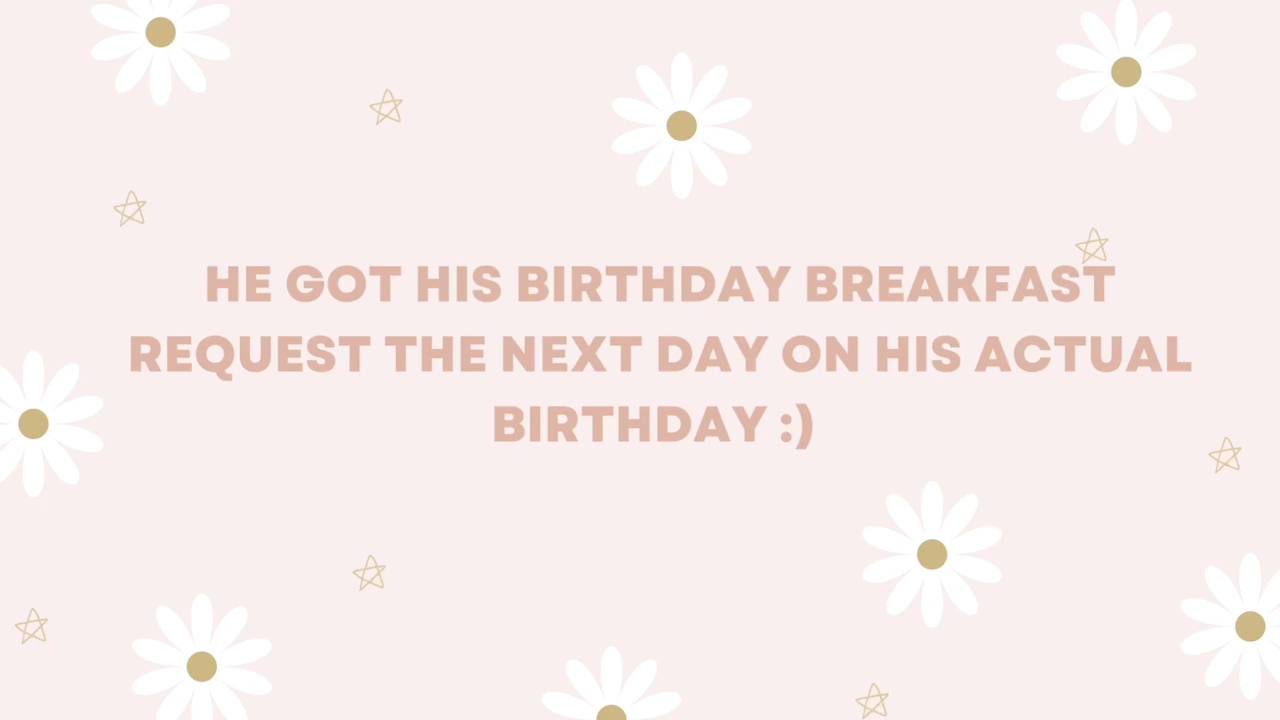 HE GOT HIS BIRTHDAY BREAKFAST
REQUEST THE NEXT DAY ON HIS ACTUAL
BIRTHDAY :)